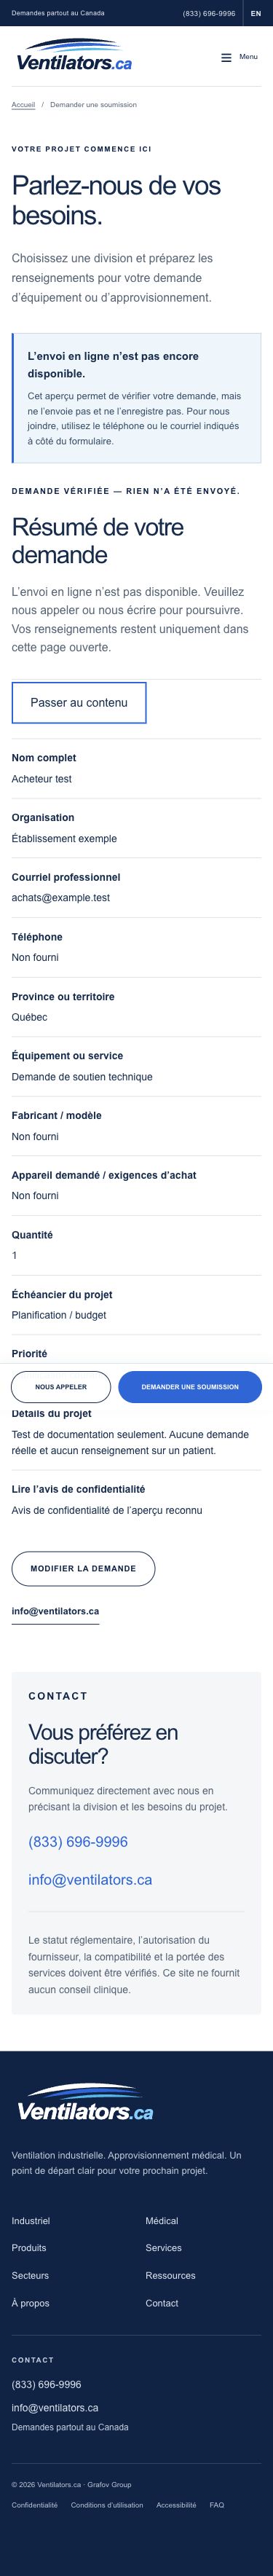 Demandes partout au Canada
(833) 696-9996
EN
Ventilators.ca
Menu
Accueil / Demander une soumission
VOTRE PROJET COMMENCE ICI
Parlez-nous de vos
besoins.
Choisissez une division et préparez les
renseignements pour votre demande
d’équipement ou d’approvisionnement.
L’envoi en ligne n’est pas encore
disponible.
Cet aperçu permet de vérifier votre demande, mais
ne l’envoie pas et ne l’enregistre pas. Pour nous
joindre, utilisez le téléphone ou le courriel indiqués
à côté du formulaire.
DEMANDE VÉRIFIÉE — RIEN N’A ÉTÉ ENVOYÉ.
Résumé de votre
demande
L’envoi en ligne n’est pas disponible. Veuillez
nous appeler ou nous écrire pour poursuivre.
Vos renseignements restent uniquement dans
cette page ouverte.
Passer au contenu
Nom complet
Acheteur test
Organisation
Établissement exemple
Courriel professionnel
achats@example.test
Téléphone
Non fourni
Province ou territoire
Québec
Équipement ou service
Demande de soutien technique
Fabricant / modèle
Non fourni
Appareil demandé / exigences d’achat
Non fourni
Quantité
1
Échéancier du projet
Planification / budget
Priorité
NOUS APPELER
DEMANDER UNE SOUMISSION
Détails du projet
Test de documentation seulement. Aucune demande
réelle et aucun renseignement sur un patient.
Lire l’avis de confidentialité
Avis de confidentialité de l’aperçu reconnu
MODIFIER LA DEMANDE
info@ventilators.ca
CONTACT
Vous préférez en
discuter?
Communiquez directement avec nous en
précisant la division et les besoins du projet.
(833) 696-9996
info@ventilators.ca
Le statut réglementaire, l’autorisation du
fournisseur, la compatibilité et la portée des
services doivent être vérifiés. Ce site ne fournit
aucun conseil clinique.
Ventilators.ca
Ventilation industrielle. Approvisionnement médical. Un
point de départ clair pour votre prochain projet.
Industriel
Médical
Produits
Services
Secteurs
Ressources
À propos
Contact
CONTACT
(833) 696-9996
info@ventilators.ca
Demandes partout au Canada
© 2026 Ventilators.ca · Grafov Group
Confidentialité
Conditions d’utilisation
Accessibilité
FAQ